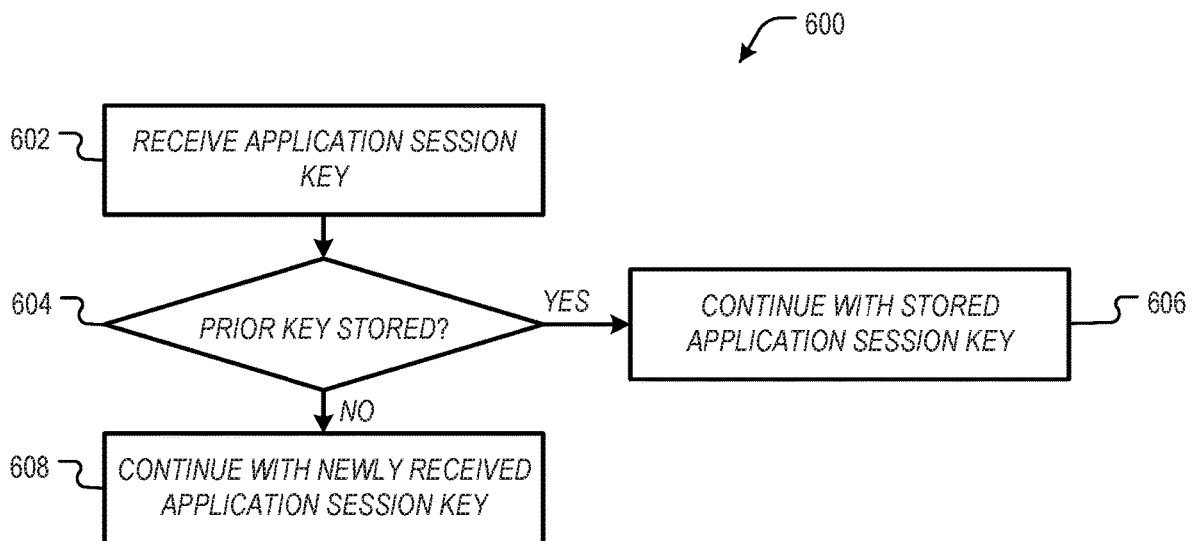 600
602
RECEIVE APPLICATION SESSION
KEY
604
PRIOR KEY STORED?
YES
CONTINUE WITH STORED
APPLICATION SESSION KEY
606
NO
608
CONTINUE WITH NEWLY RECEIVED
APPLICATION SESSION KEY